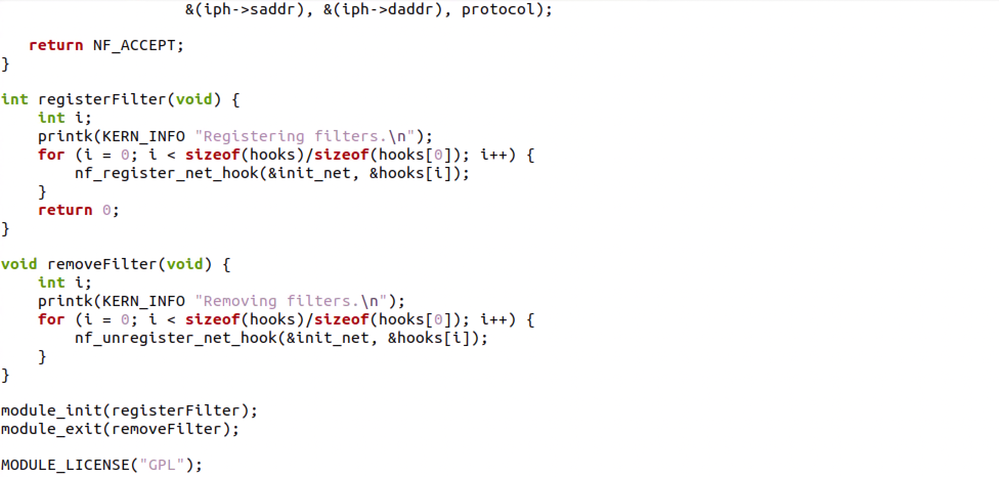 &(iph->saddr), &(iph->daddr), protocol);

   return NF_ACCEPT;
}

int registerFilter(void) {
    int i;
    printk(KERN_INFO "Registering filters.\n");
    for (i = 0; i < sizeof(hooks)/sizeof(hooks[0]); i++) {
        nf_register_net_hook(&init_net, &hooks[i]);
    }
    return 0;
}

void removeFilter(void) {
    int i;
    printk(KERN_INFO "Removing filters.\n");
    for (i = 0; i < sizeof(hooks)/sizeof(hooks[0]); i++) {
        nf_unregister_net_hook(&init_net, &hooks[i]);
    }
}

module_init(registerFilter);
module_exit(removeFilter);

MODULE_LICENSE("GPL");